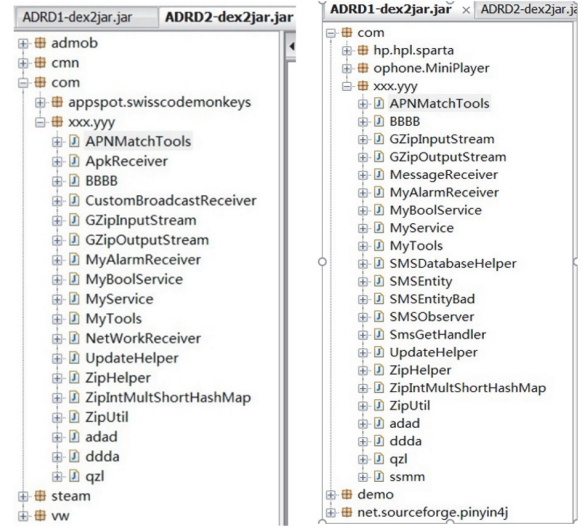 ADRD1-dex2jar.jar ADRD2-dex2jar.jar
admob
cmn
com
appspot.swisscodemonkeys
xxx.yyy
APNMatchTools
ApkReceiver
BBBB
CustomBroadcastReceiver
GZipInputStream
GZipOutputStream
MyAlarmReceiver
MyBoolService
MyService
MyTools
NetWorkReceiver
UpdateHelper
ZipHelper
ZipIntMultShortHashMap
ZipUtil
adad
ddda
qzl
steam
vw
ADRD1-dex2jar.jar × ADRD2-dex2jar.ja
com
hp.hpl.sparta
ophone.MiniPlayer
xxx.yyy
APNMatchTools
BBBB
GZipInputStream
GZipOutputStream
MessageReceiver
MyAlarmReceiver
MyBoolService
MyService
MyTools
SMSDatabaseHelper
SMSEntity
SMSEntityBad
SMSObserver
SmsGetHandler
UpdateHelper
ZipHelper
ZipIntMultShortHashMap
ZipUtil
adad
ddda
qzl
ssmm
demo
net.sourceforge.pinyin4j